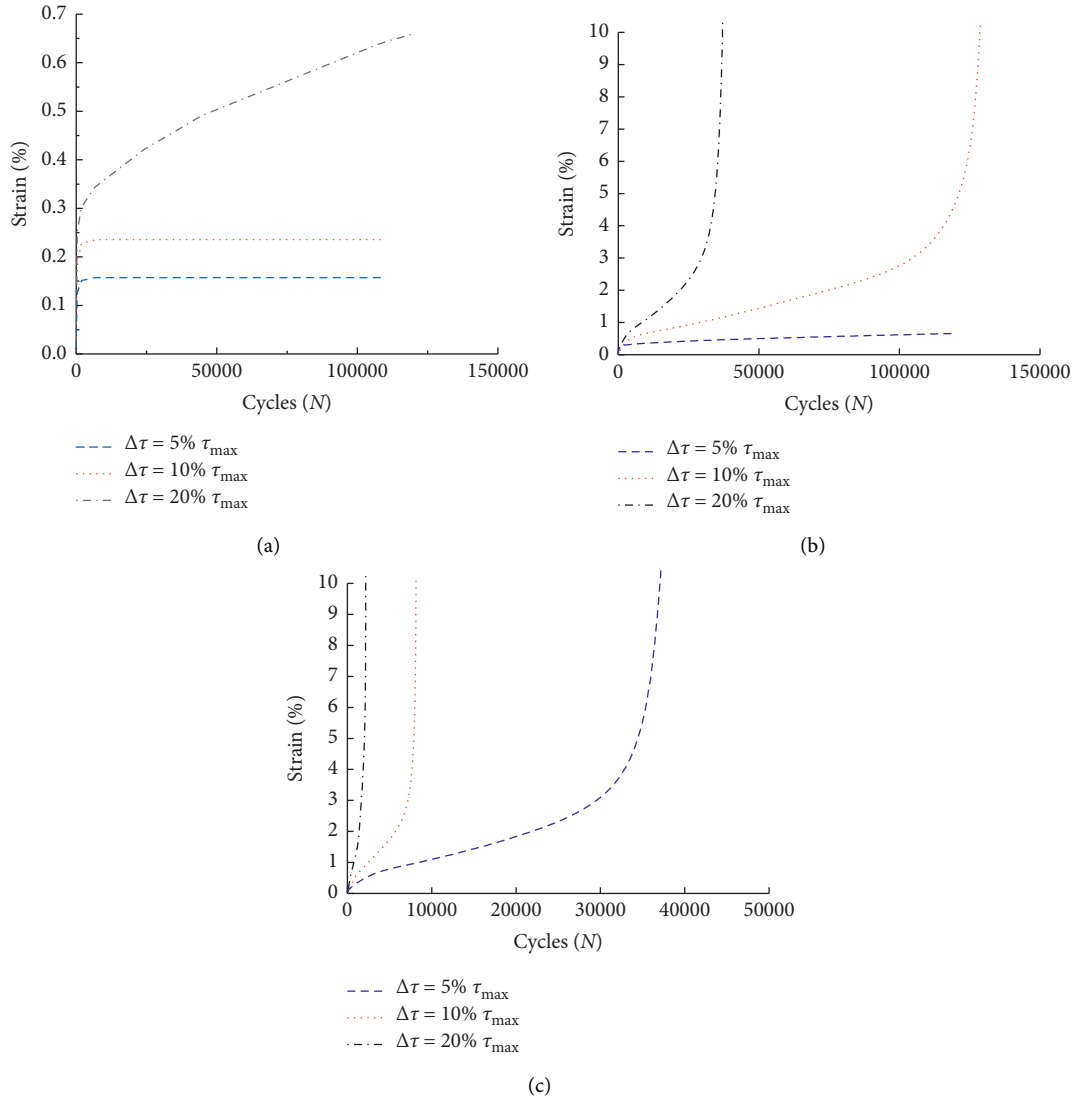 0.7
0.6
0.5
0.4
0.3
0.2
0.1
0.0
Strain (%)
0 50000 100000 150000
Cycles (N)
Δτ = 5% τmax
Δτ = 10% τmax
Δτ = 20% τmax
(a)
10
9
8
7
6
5
4
3
2
1
0
Strain (%)
0 50000 100000 150000
Cycles (N)
Δτ = 5% τmax
Δτ = 10% τmax
Δτ = 20% τmax
(b)
10
9
8
7
6
5
4
3
2
1
0
Strain (%)
0 10000 20000 30000 40000 50000
Cycles (N)
Δτ = 5% τmax
Δτ = 10% τmax
Δτ = 20% τmax
(c)